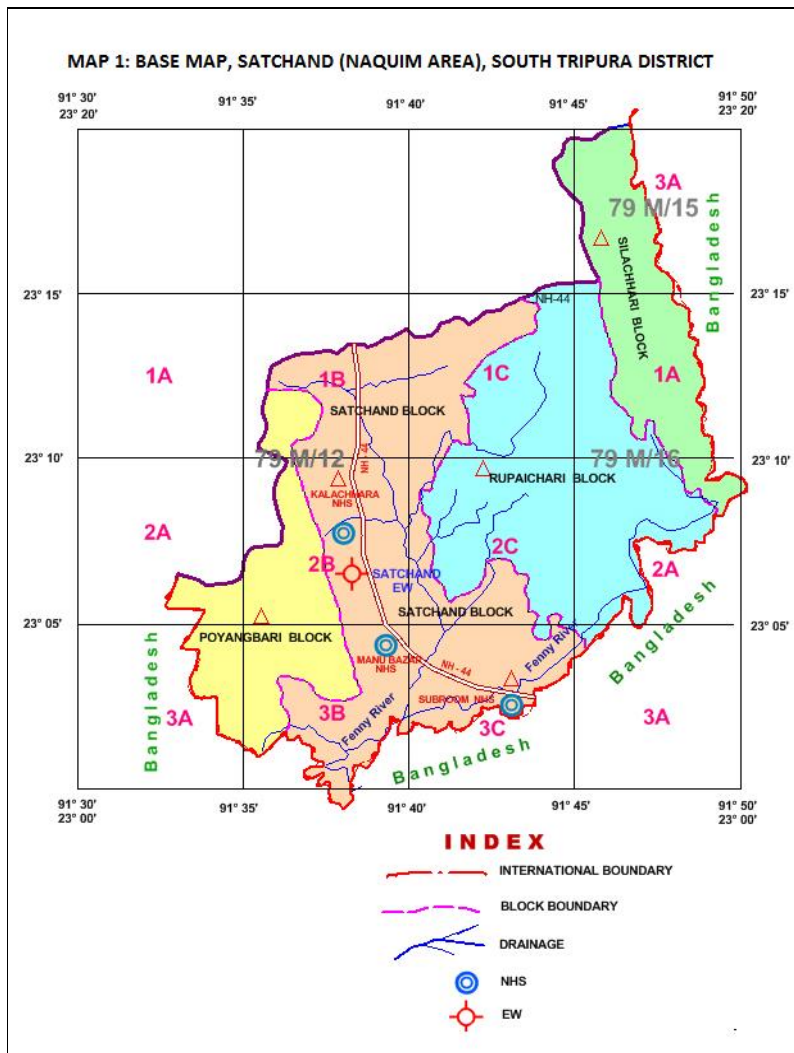 MAP 1: BASE MAP, SATCHAND (NAQUIM AREA), SOUTH TRIPURA DISTRICT
91° 30’
23° 20’
91° 35’
91° 40’
91° 45’
91° 50’
23° 20’
3A
79 M/15
Bangladesh
SILACHHARI BLOCK
23° 15’
NH-44
23° 15’
1A
1B
1C
1A
SATCHAND BLOCK
NH - 44
23° 10’
79 M/12
79 M/16
23° 10’
RUPAICHARI BLOCK
KALACHHARA
NHS
2A
2B
2C
2A
SATCHAND
EW
SATCHAND BLOCK
23° 05’
POYANGBARI BLOCK
23° 05’
Bangladesh
Bangladesh
MANU BAZAR
NHS
NH - 44
Fenny River
SUBROOM NHS
3A
3B
Fenny River
3C
3A
Bangladesh
91° 30’
23° 00’
91° 35’
91° 40’
91° 45’
91° 50’
23° 00’
INDEX
INTERNATIONAL BOUNDARY
BLOCK BOUNDARY
DRAINAGE
NHS
EW